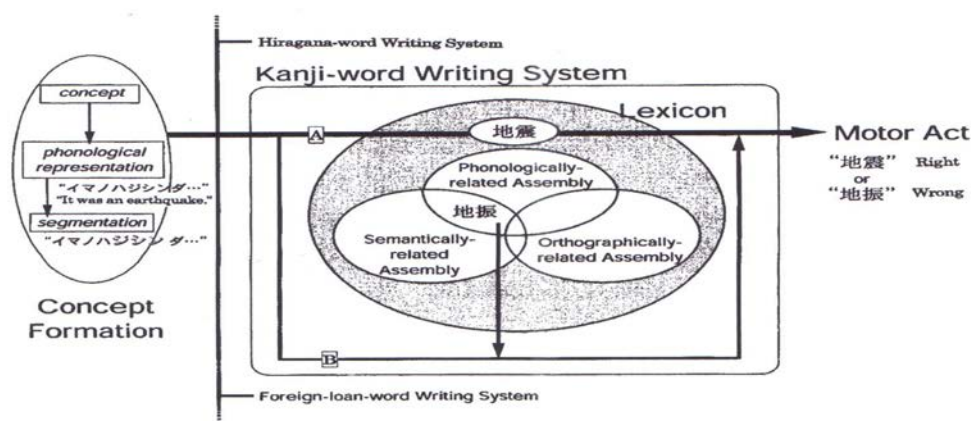 Hiragana-word Writing System
Kanji-word Writing System
Lexicon
concept
phonological
representation
"イマノハジシンダ…"
"It was an earthquake."
segmentation
"イマノハジシン ダ…"
Concept
Formation
A
地震
Phonologically-
related Assembly
地振
Semantically-
related
Assembly
Orthographically-
related Assembly
B
Motor Act
"地震" Right
or
"地振" Wrong
Foreign-loan-word Writing System